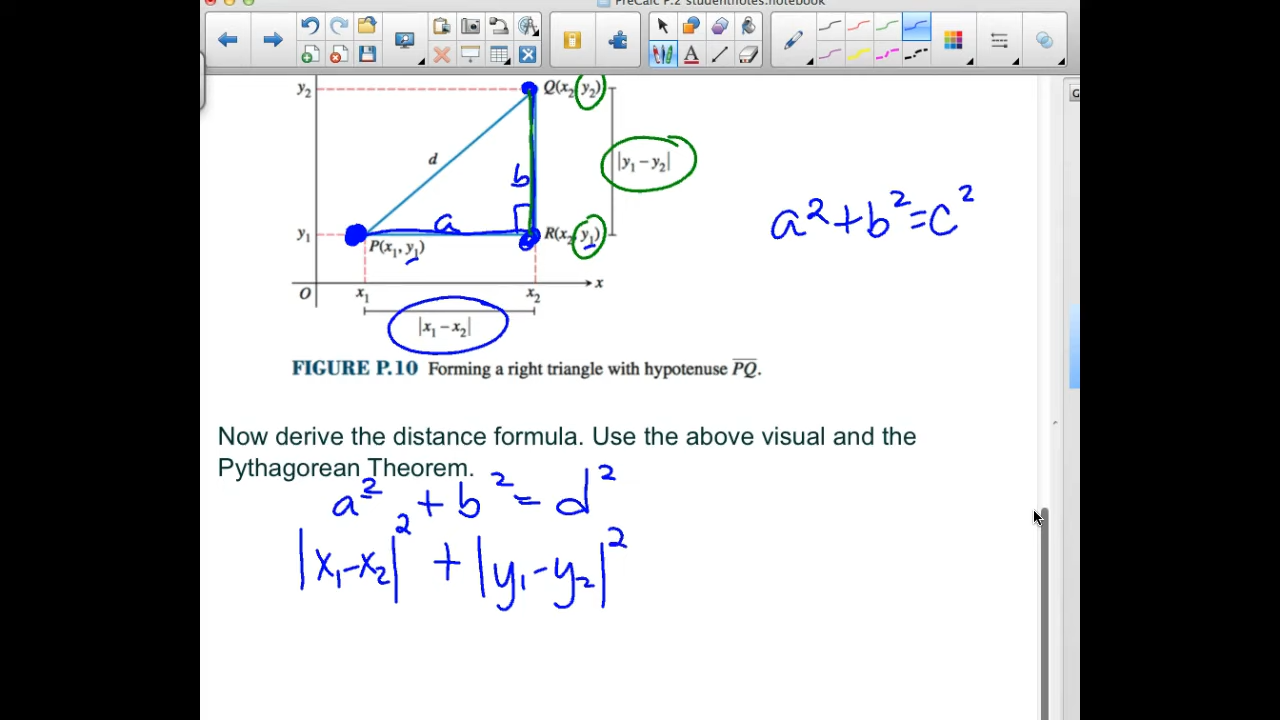 PreCalc P.2 studentnotes.notebook
y₂
Q(x₂ y₂)
d
b
|y₁ – y₂|
a² + b² = c²
a
y₁
P(x₁, y₁)
R(x₂, y₁)
O
x₁
x₂
x
|x₁ – x₂|
FIGURE P.10 Forming a right triangle with hypotenuse P̅Q̅.
Now derive the distance formula. Use the above visual and the
Pythagorean Theorem.
a² + b² = d²
|x₁-x₂|² + |y₁-y₂|²